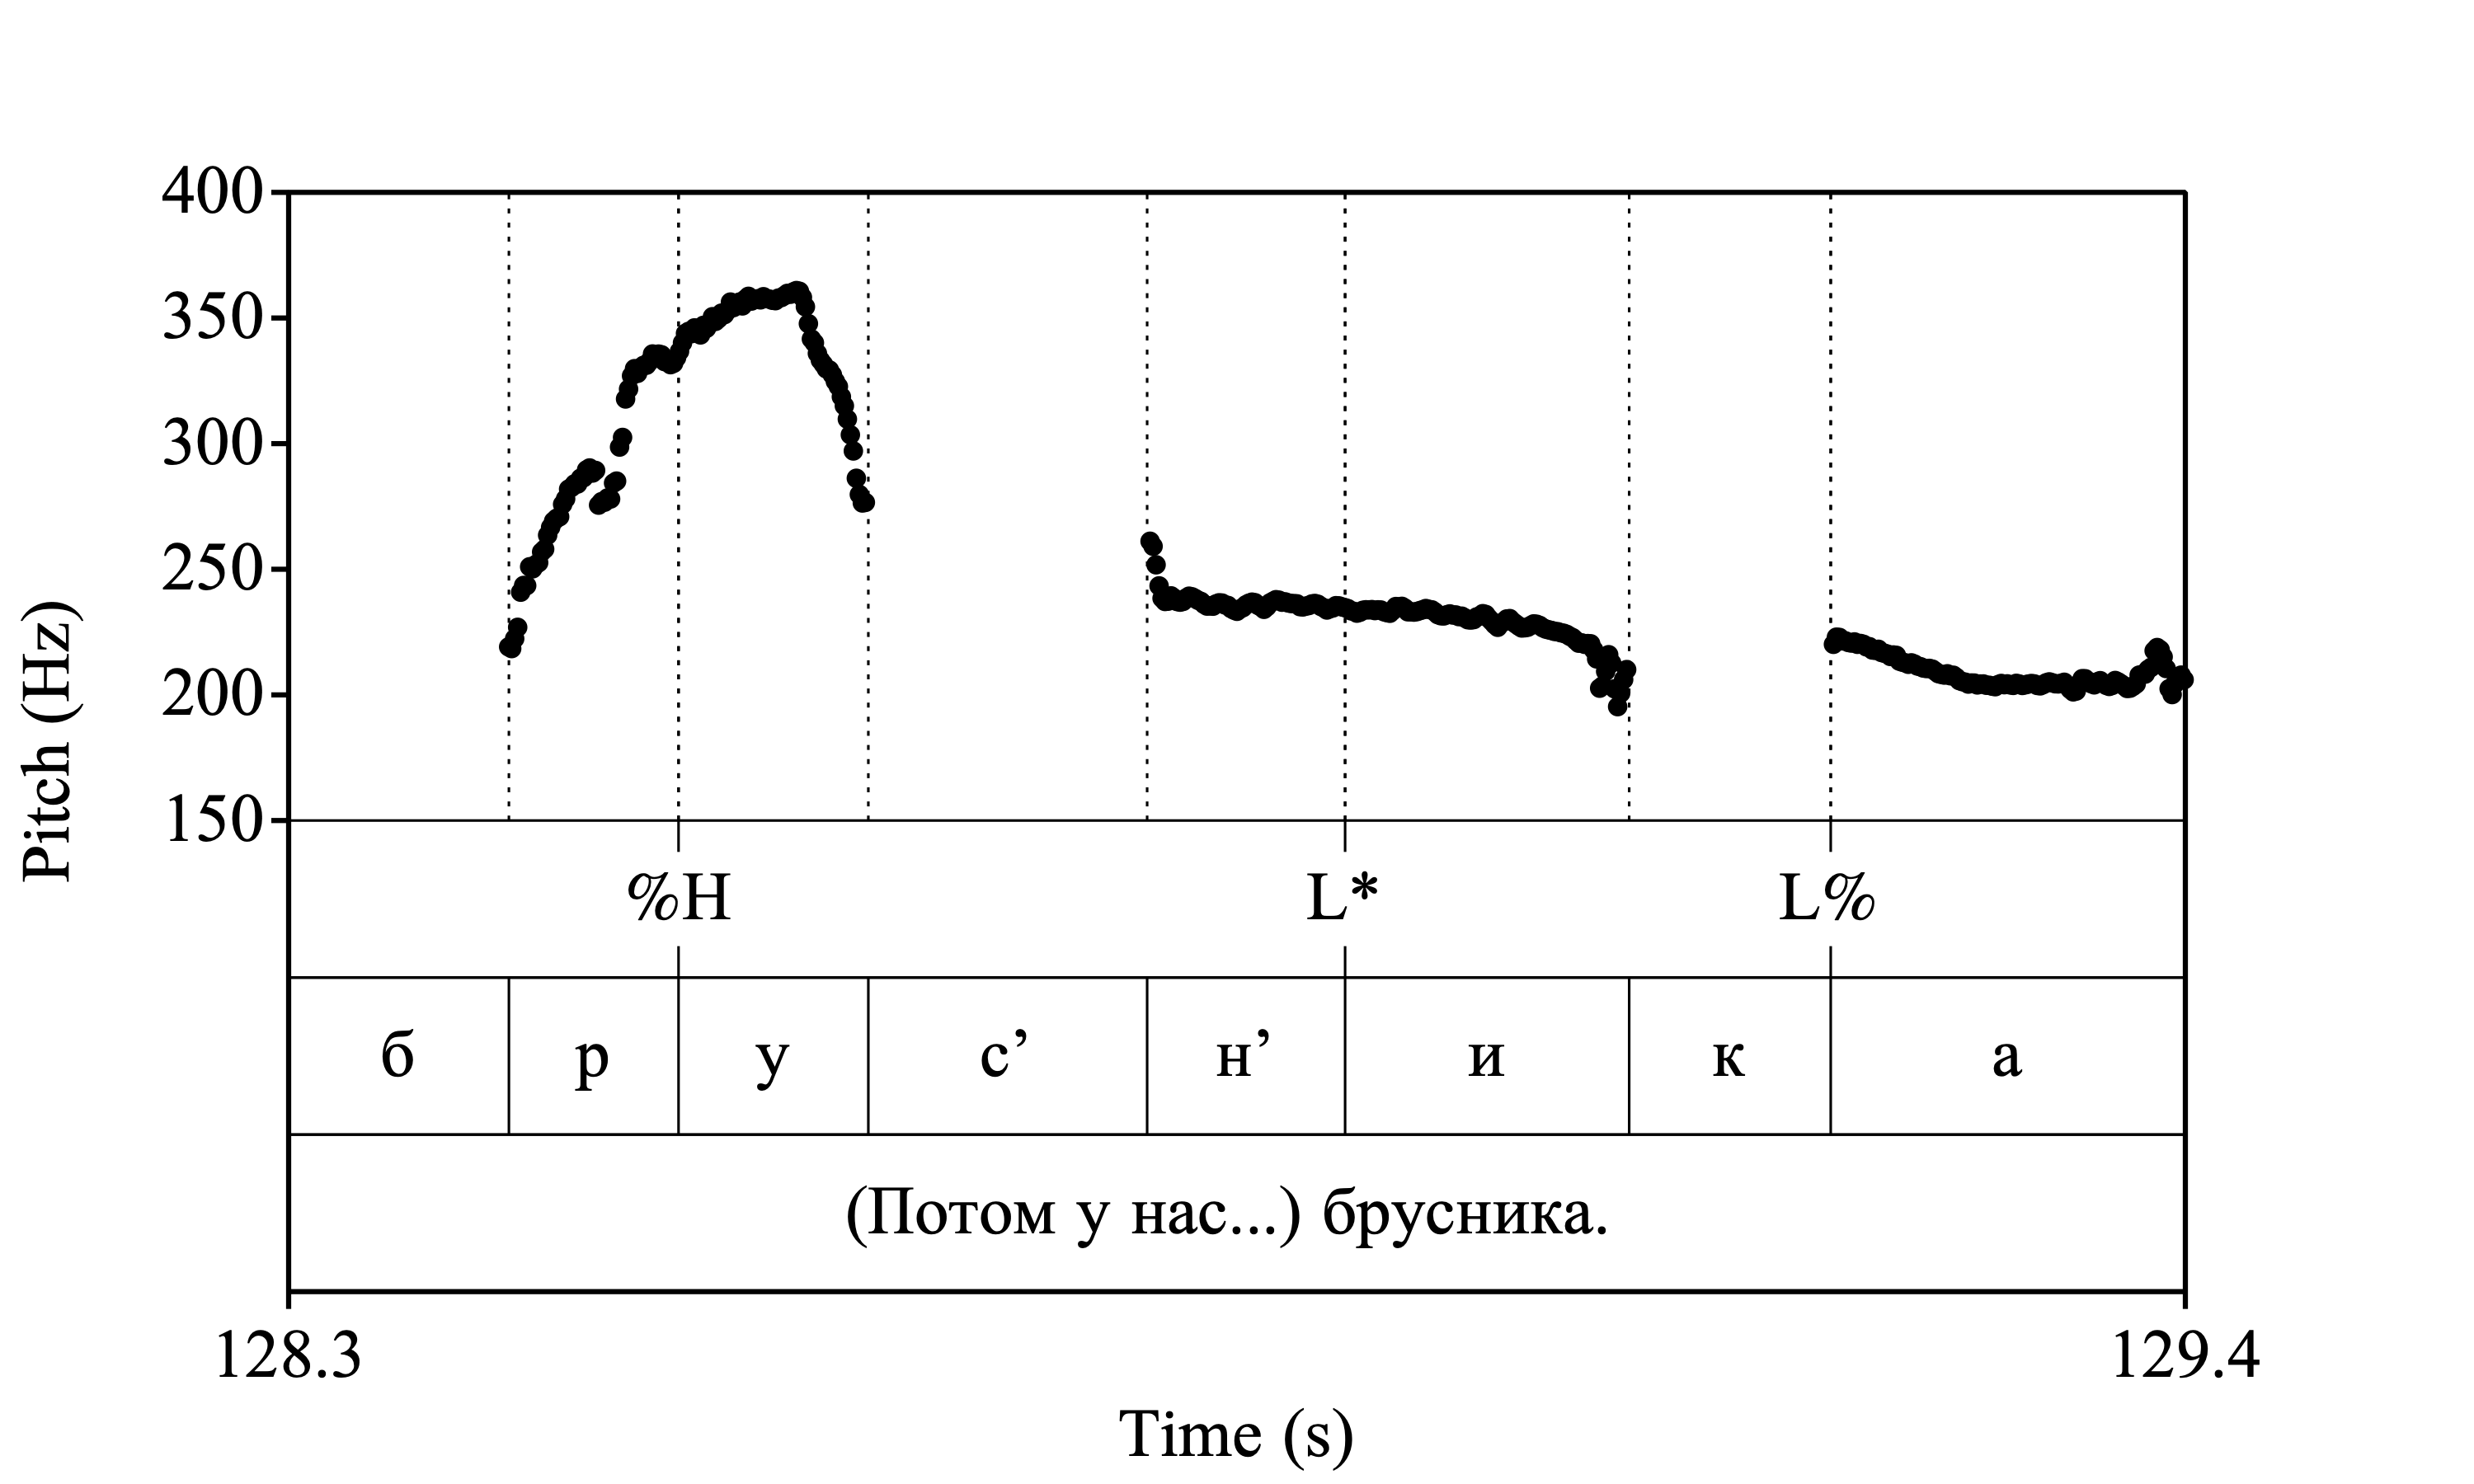 400
350
300
250
200
150
Pitch (Hz)
%H L* L%
б р у с’ н’ и к а
(Потом у нас...) брусника.
128.3 129.4
Time (s)